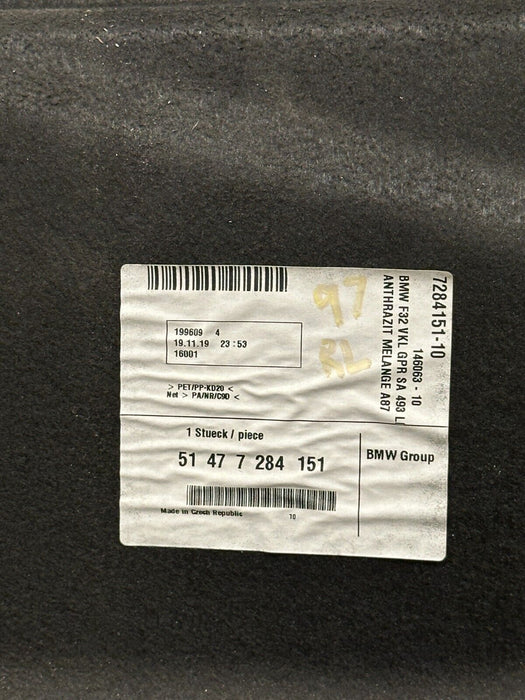 199609 4
19.11.19 23:53
16001
> PET/PP-KD20 <
Net > PA/NR/C9D <
97
RL
7284151-10
146063 - 10
BMW F32 VKL GPR SA 493 L
ANTHRAZIT MELANGE A87
1 Stueck / piece
51 47 7 284 151
BMW Group
Made in Czech Republic
10